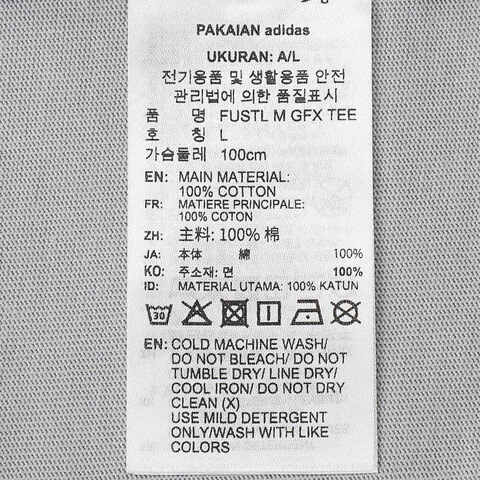 PAKAIAN adidas
UKURAN: A/L
전기용품 및 생활용품 안전
관리법에 의한 품질표시
품 명 FUSTL M GFX TEE
호 칭 L
가슴둘레 100cm
EN: MAIN MATERIAL:
100% COTTON
FR: MATIERE PRINCIPALE:
100% COTON
ZH: 主料: 100% 棉
JA: 本体 綿 100%
KO: 주소재: 면 100%
ID: MATERIAL UTAMA: 100% KATUN
30
EN: COLD MACHINE WASH/
DO NOT BLEACH/ DO NOT
TUMBLE DRY/ LINE DRY/
COOL IRON/ DO NOT DRY
CLEAN (X)
USE MILD DETERGENT
ONLY/WASH WITH LIKE
COLORS